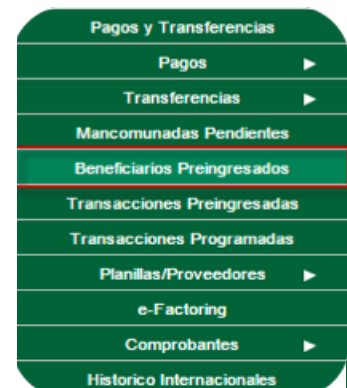 Pagos y Transferencias
Pagos ►
Transferencias ►
Mancomunadas Pendientes
Beneficiarios Preingresados
Transacciones Preingresadas
Transacciones Programadas
Planillas/Proveedores ►
e-Factoring
Comprobantes ►
Historico Internacionales